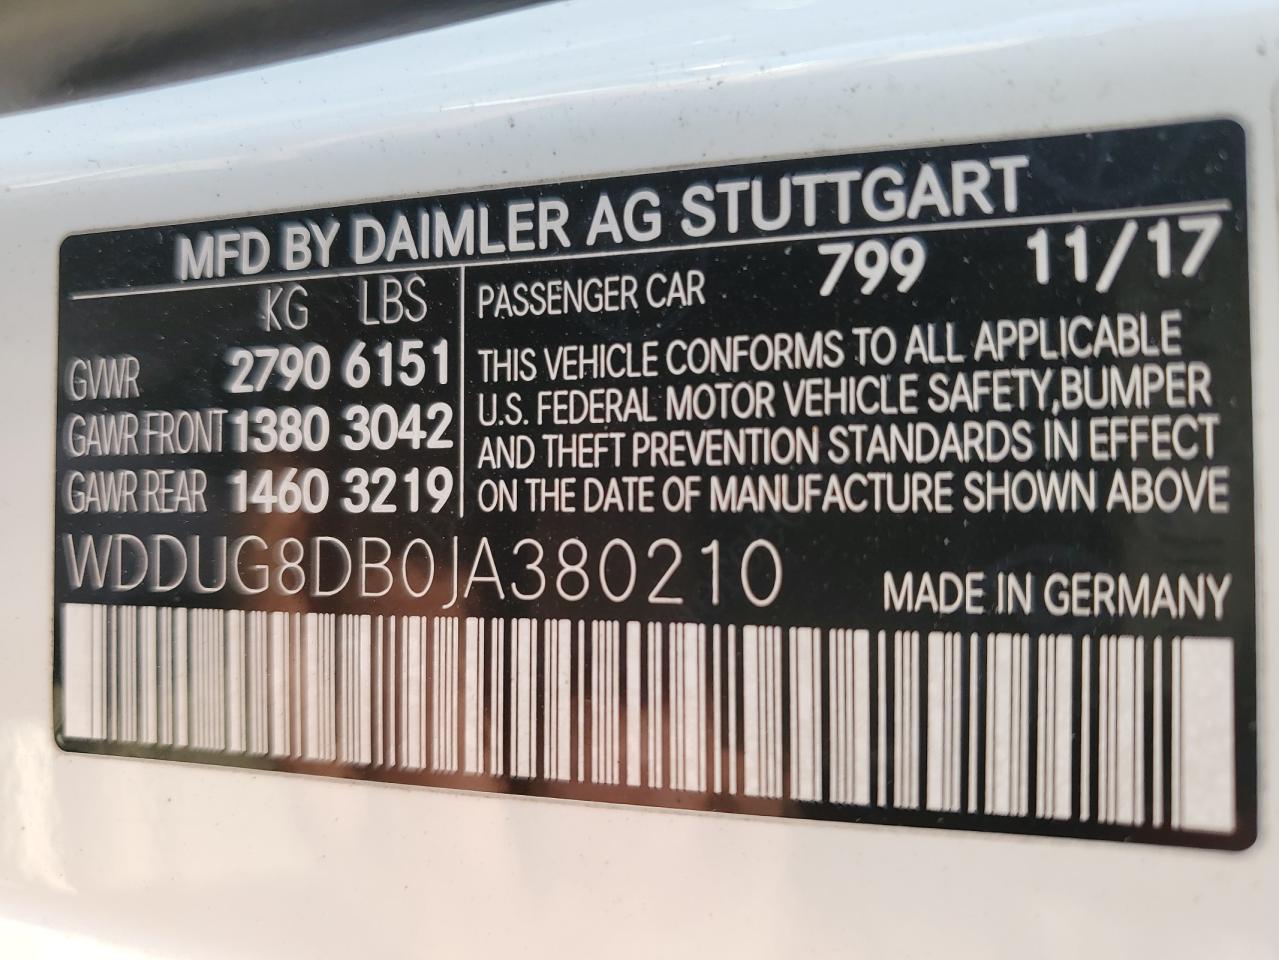 MFD BY DAIMLER AG STUTTGART
KG LBS
GVWR 2790 6151
GAWR FRONT 1380 3042
GAWR REAR 1460 3219
PASSENGER CAR 799 11/17
THIS VEHICLE CONFORMS TO ALL APPLICABLE
U.S. FEDERAL MOTOR VEHICLE SAFETY,BUMPER
AND THEFT PREVENTION STANDARDS IN EFFECT
ON THE DATE OF MANUFACTURE SHOWN ABOVE
WDDUG8DB0JA380210
MADE IN GERMANY